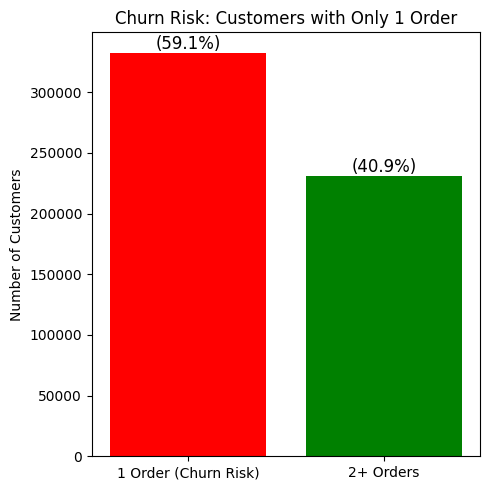 Churn Risk: Customers with Only 1 Order
(59.1%)
(40.9%)
Number of Customers
300000
250000
200000
150000
100000
50000
0
1 Order (Churn Risk)
2+ Orders